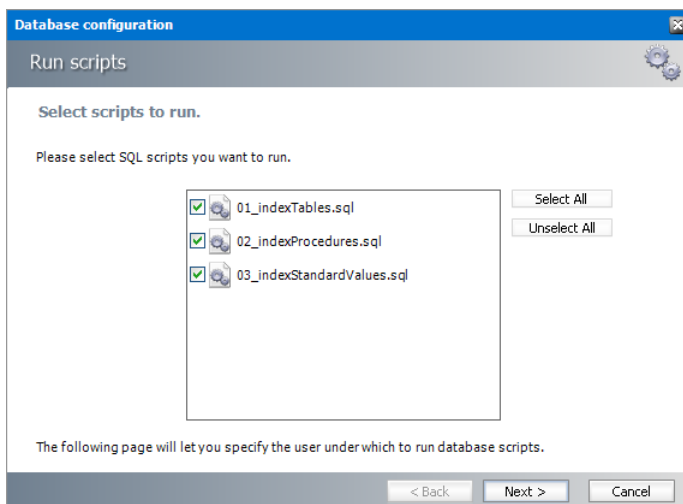 Database configuration
Run scripts
Select scripts to run.
Please select SQL scripts you want to run.
01_indexTables.sql
Select All
02_indexProcedures.sql
Unselect All
03_indexStandardValues.sql
The following page will let you specify the user under which to run database scripts.
< Back
Next >
Cancel